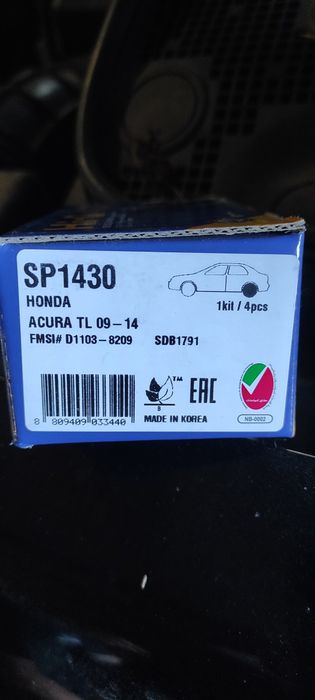 SP1430
HONDA
1kit / 4pcs
ACURA TL 09-14
FMSI# D1103-8209 SDB1791
TM
EAC
B
MADE IN KOREA
8 809409 033440
NB-0002